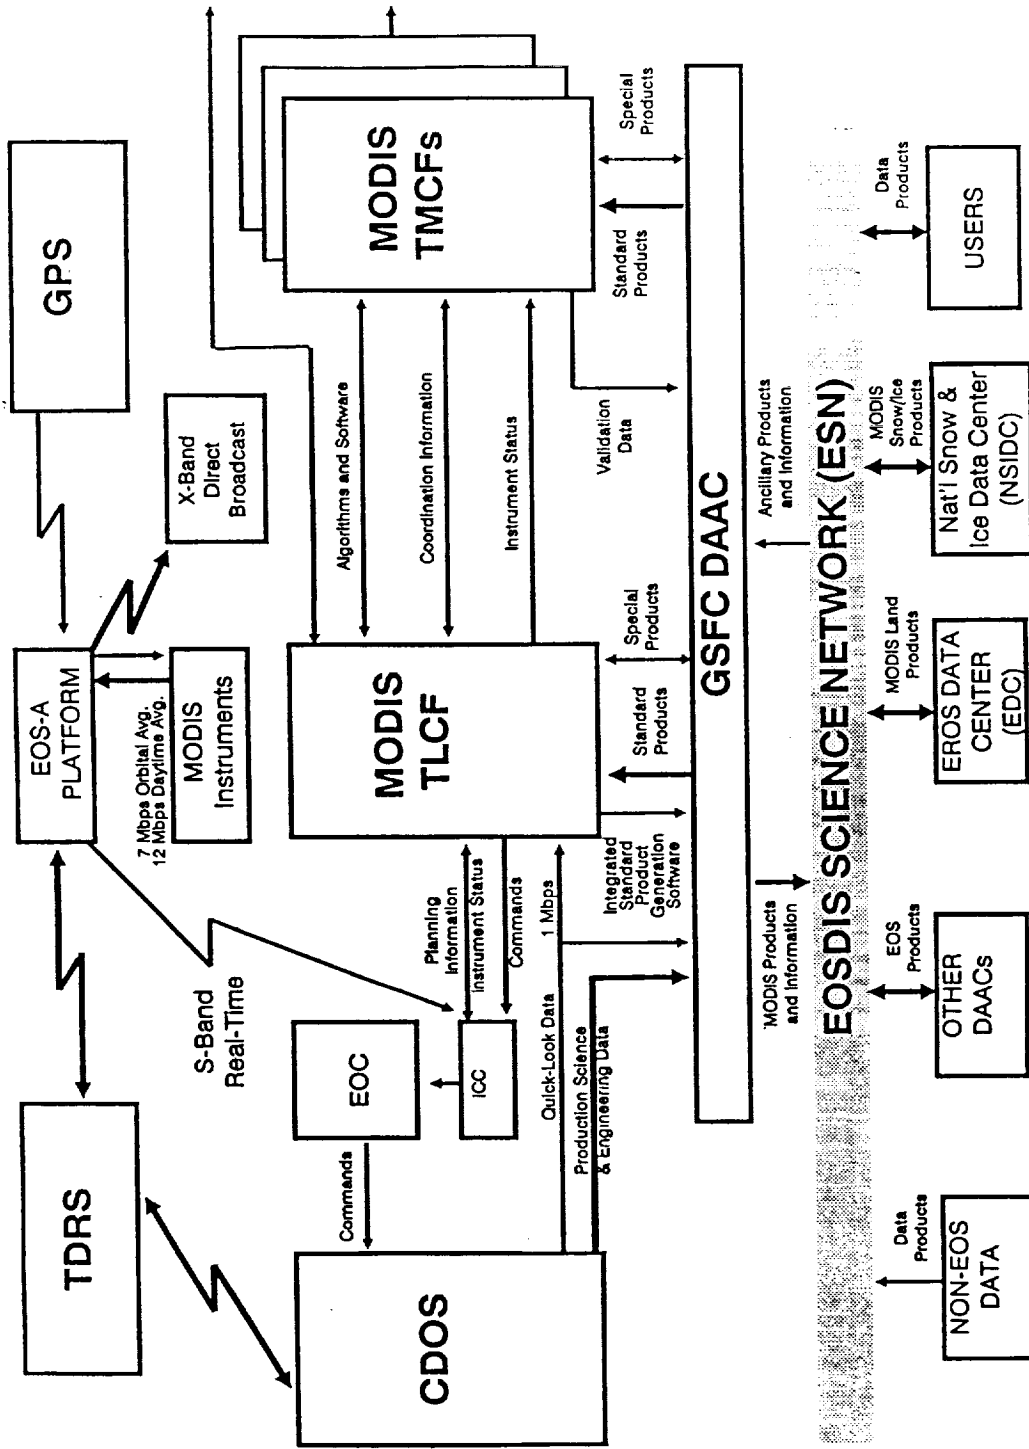 TDRS
EOS-A
PLATFORM
GPS
S-Band
Real-Time
7 Mbps Orbital Avg.
12 Mbps Daytime Avg.
MODIS
Instruments
X-Band
Direct
Broadcast
CDOS
Commands
EOC
ICC
Planning
Information
Instrument Status
Commands
Quick-Look Data
1 Mbps
Production Science
& Engineering Data
MODIS
TLCF
Algorithms and Software
Coordination Information
Instrument Status
MODIS
TMCFs
Integrated
Standard
Product
Generation
Software
Standard
Products
Special
Products
Validation
Data
Standard
Products
Special
Products
GSFC DAAC
MODIS Products
and Information
Ancillary Products
and Information
EOSDIS SCIENCE NETWORK (ESN)
Data
Products
EOS
Products
MODIS Land
Products
MODIS
Snow/Ice
Products
Data
Products
NON-EOS
DATA
OTHER
DAACs
EROS DATA
CENTER
(EDC)
Nat'l Snow &
Ice Data Center
(NSIDC)
USERS